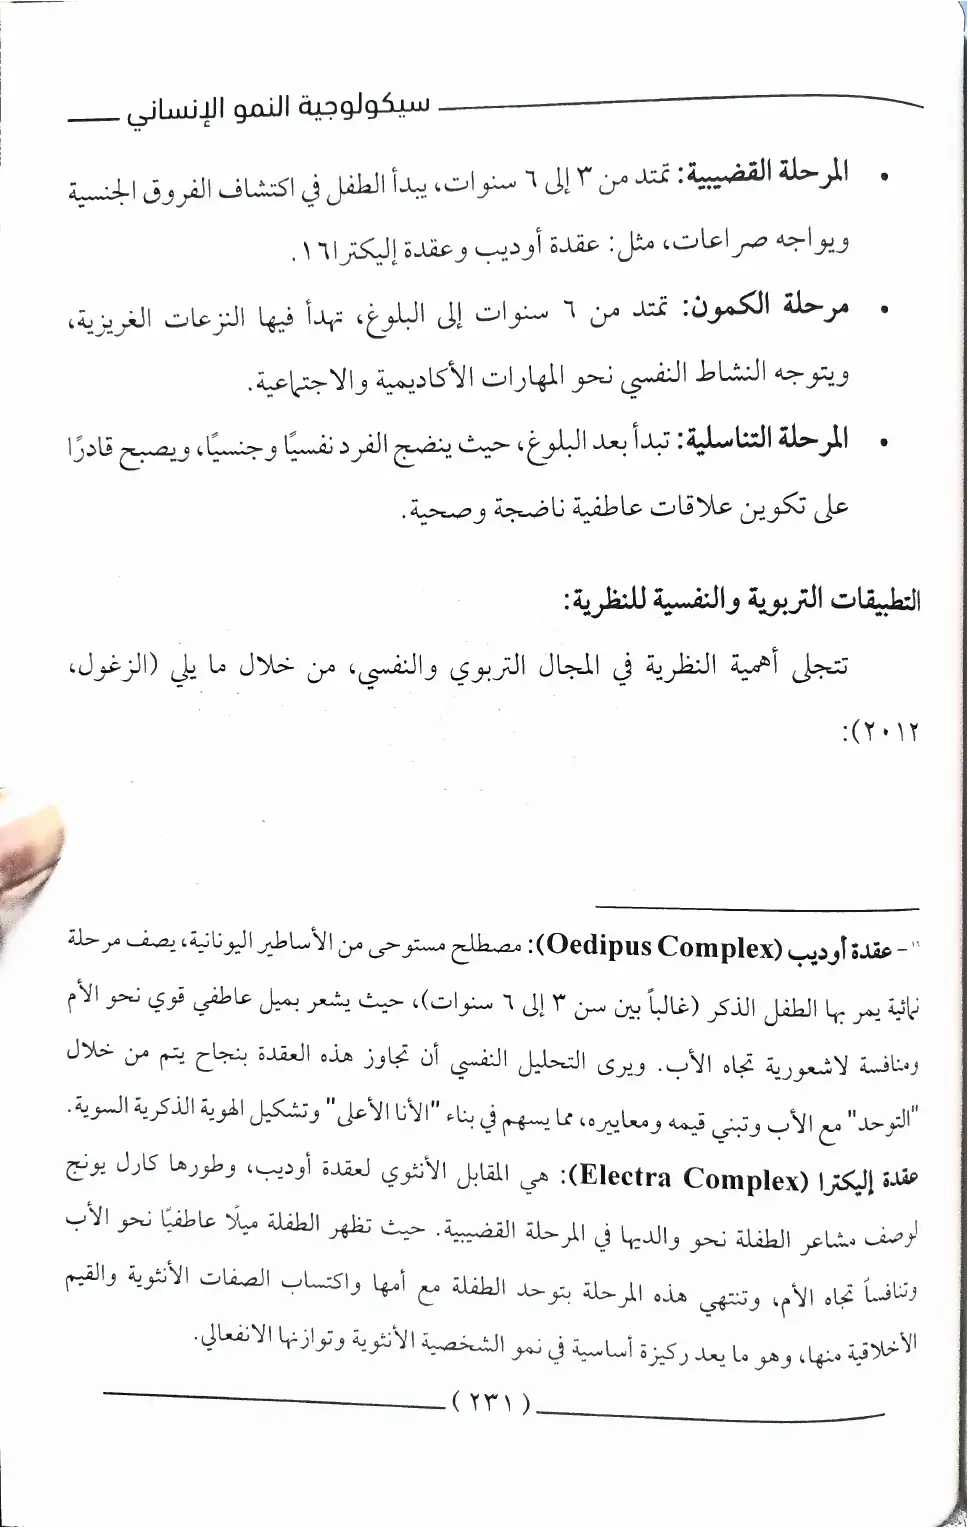 سيكولوجية النمو الإنساني
• المرحلة القضيبية: تمتد من ٣ إلى ٦ سنوات، يبدأ الطفل في اكتشاف الفروق الجنسية
ويواجه صراعات، مثل: عقدة أوديب وعقدة إليكترا١٦.
• مرحلة الكمون: تمتد من ٦ سنوات إلى البلوغ، تهدأ فيها النزعات الغريزية،
ويتوجه النشاط النفسي نحو المهارات الأكاديمية والاجتماعية.
• المرحلة التناسلية: تبدأ بعد البلوغ، حيث ينضج الفرد نفسيًا وجنسيًا، ويصبح قادرًا
على تكوين علاقات عاطفية ناضجة وصحية.
التطبيقات التربوية والنفسية للنظرية:
تتجلى أهمية النظرية في المجال التربوي والنفسي، من خلال ما يلي (الزغول،
٢٠١٢):
- عقدة أوديب (Oedipus Complex): مصطلح مستوحى من الأساطير اليونانية، يصف مرحلة
نمائية يمر بها الطفل الذكر (غالباً بين سن ٣ إلى ٦ سنوات)، حيث يشعر بميل عاطفي قوي نحو الأم
ومنافسة لاشعورية تجاه الأب. ويرى التحليل النفسي أن تجاوز هذه العقدة بنجاح يتم من خلال
"التوحد" مع الأب وتبني قيمه ومعاييره، مما يسهم في بناء "الأنا الأعلى" وتشكيل الهوية الذكرية السوية.
عقدة إليكترا (Electra Complex): هي المقابل الأنثوي لعقدة أوديب، وطورها كارل يونج
لوصف مشاعر الطفلة نحو والديها في المرحلة القضيبية. حيث تظهر الطفلة ميلاً عاطفيًا نحو الأب
وتنافساً تجاه الأم، وتنتهي هذه المرحلة بتوحد الطفلة مع أمها واكتساب الصفات الأنثوية والقيم
الأخلاقية منها، وهو ما يعد ركيزة أساسية في نمو الشخصية الأنثوية وتوازنها الانفعالي.
(٢٣١)